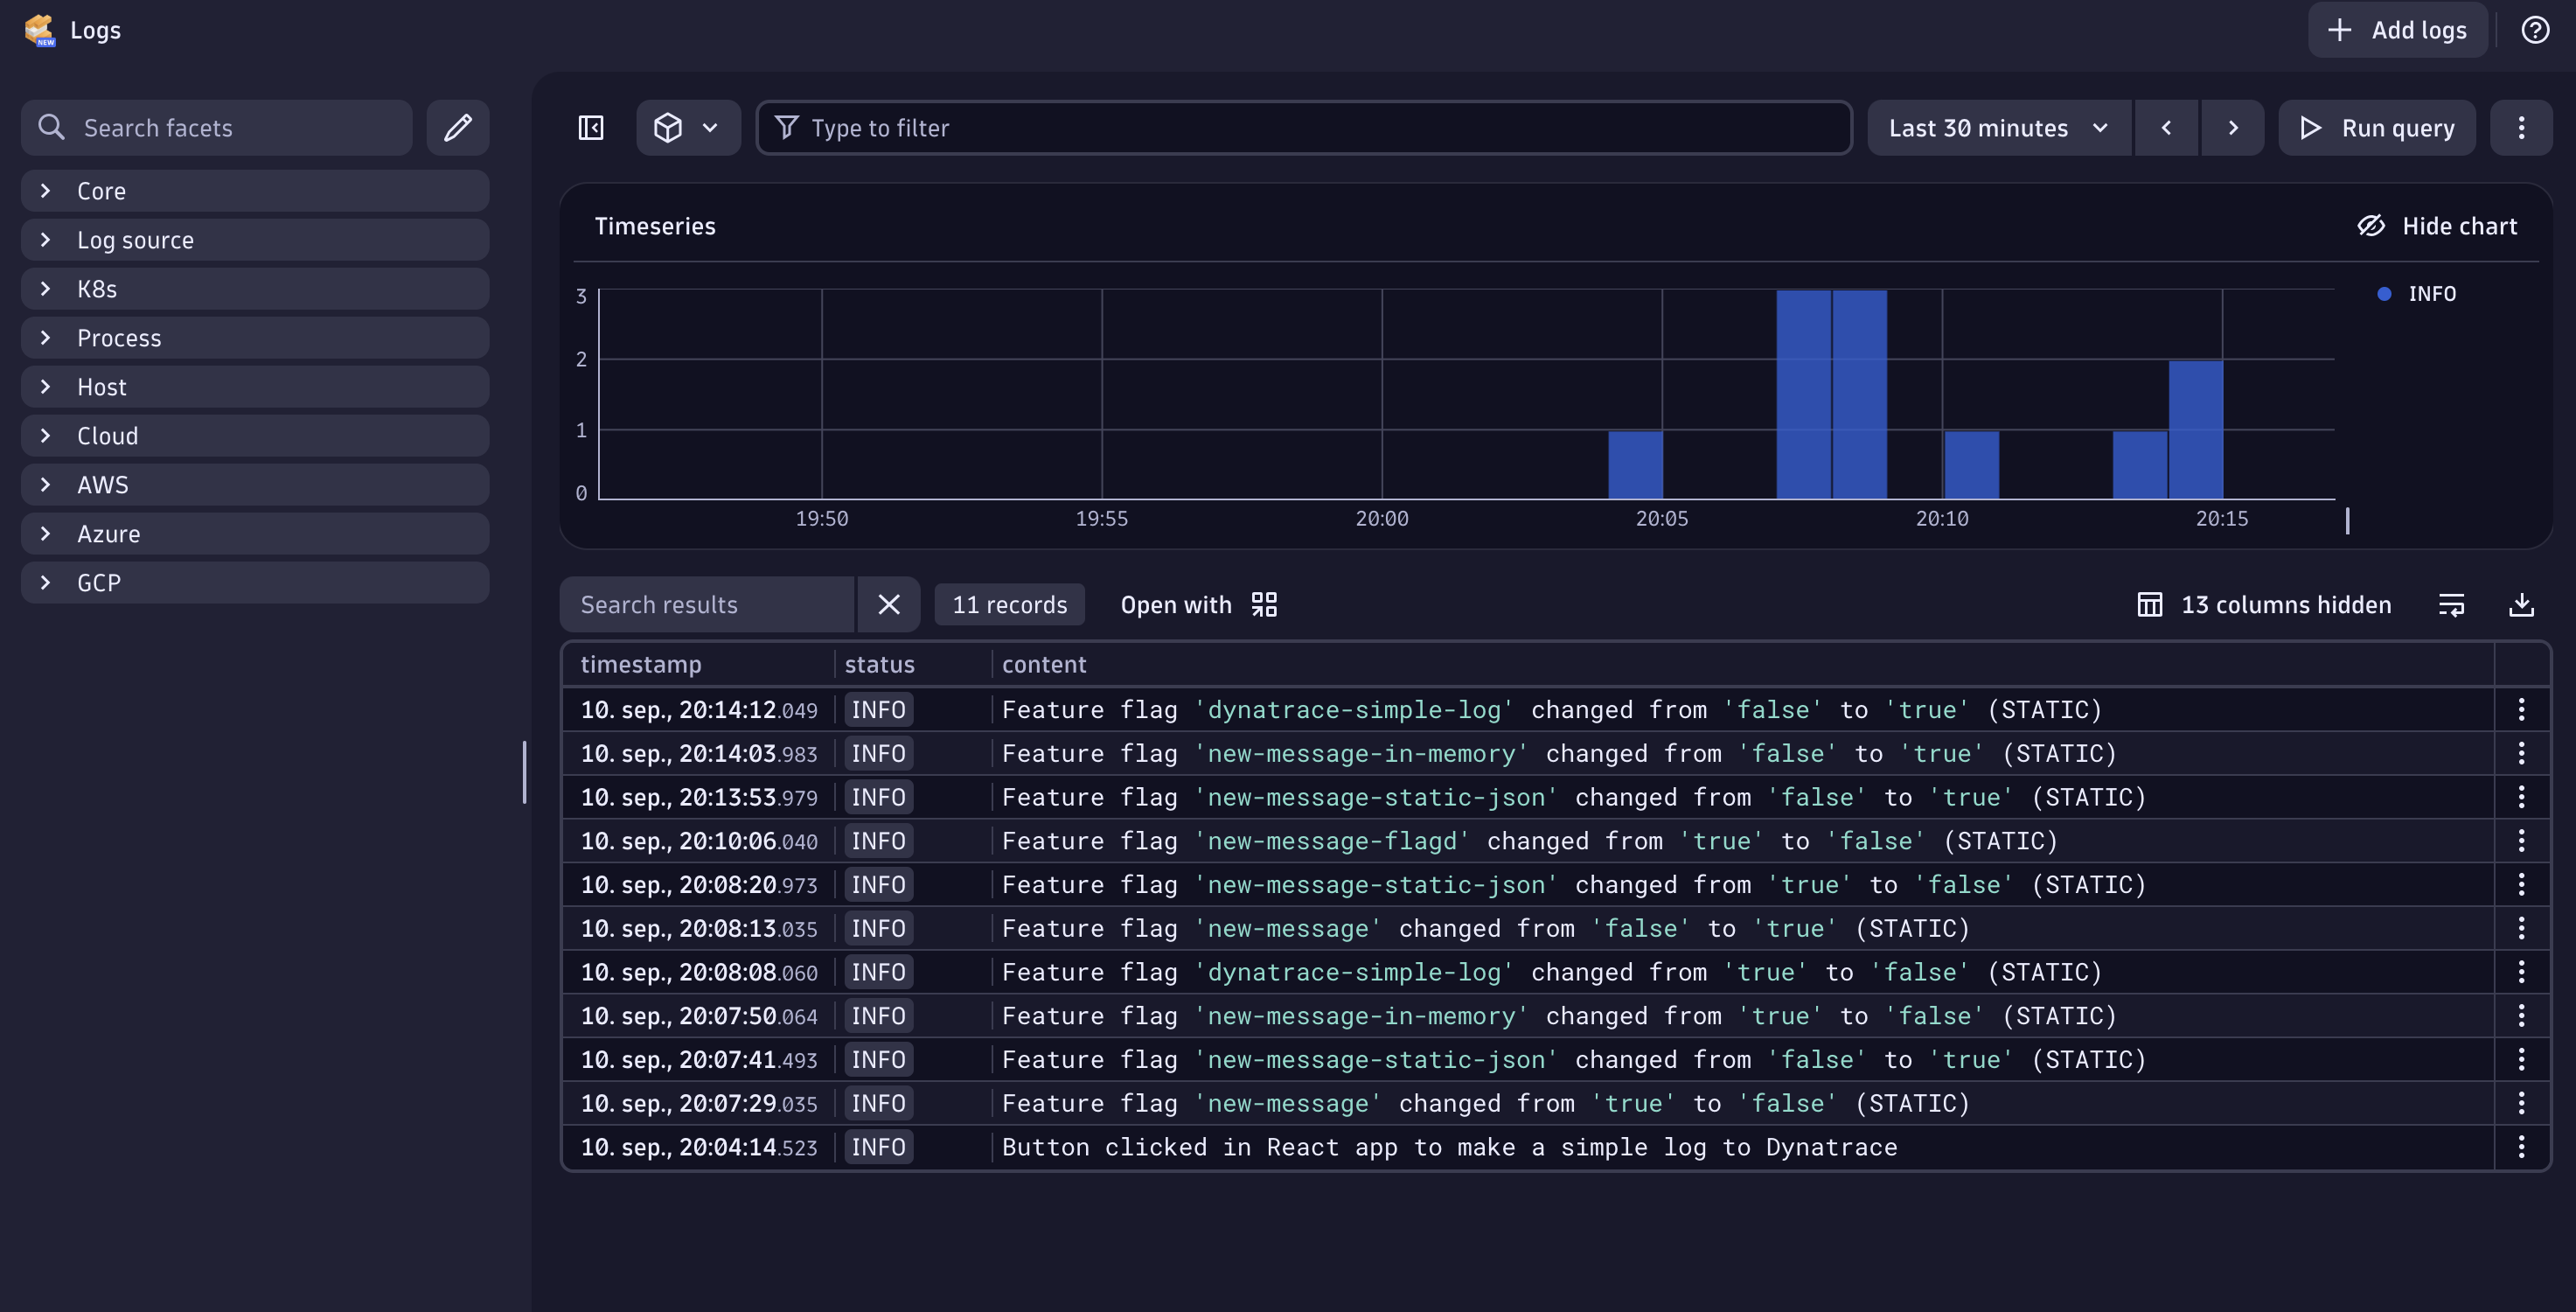 Logs
NEW
Add logs
Search facets
Core
Log source
K8s
Process
Host
Cloud
AWS
Azure
GCP
Type to filter
Last 30 minutes
Run query
Timeseries
Hide chart
3
2
1
0
19:50 19:55 20:00 20:05 20:10 20:15
INFO
Search results
11 records
Open with
13 columns hidden
timestamp status content
10. sep., 20:14:12.049 INFO Feature flag 'dynatrace-simple-log' changed from 'false' to 'true' (STATIC)
10. sep., 20:14:03.983 INFO Feature flag 'new-message-in-memory' changed from 'false' to 'true' (STATIC)
10. sep., 20:13:53.979 INFO Feature flag 'new-message-static-json' changed from 'false' to 'true' (STATIC)
10. sep., 20:10:06.040 INFO Feature flag 'new-message-flagd' changed from 'true' to 'false' (STATIC)
10. sep., 20:08:20.973 INFO Feature flag 'new-message-static-json' changed from 'true' to 'false' (STATIC)
10. sep., 20:08:13.035 INFO Feature flag 'new-message' changed from 'false' to 'true' (STATIC)
10. sep., 20:08:08.060 INFO Feature flag 'dynatrace-simple-log' changed from 'true' to 'false' (STATIC)
10. sep., 20:07:50.064 INFO Feature flag 'new-message-in-memory' changed from 'true' to 'false' (STATIC)
10. sep., 20:07:41.493 INFO Feature flag 'new-message-static-json' changed from 'false' to 'true' (STATIC)
10. sep., 20:07:29.035 INFO Feature flag 'new-message' changed from 'true' to 'false' (STATIC)
10. sep., 20:04:14.523 INFO Button clicked in React app to make a simple log to Dynatrace